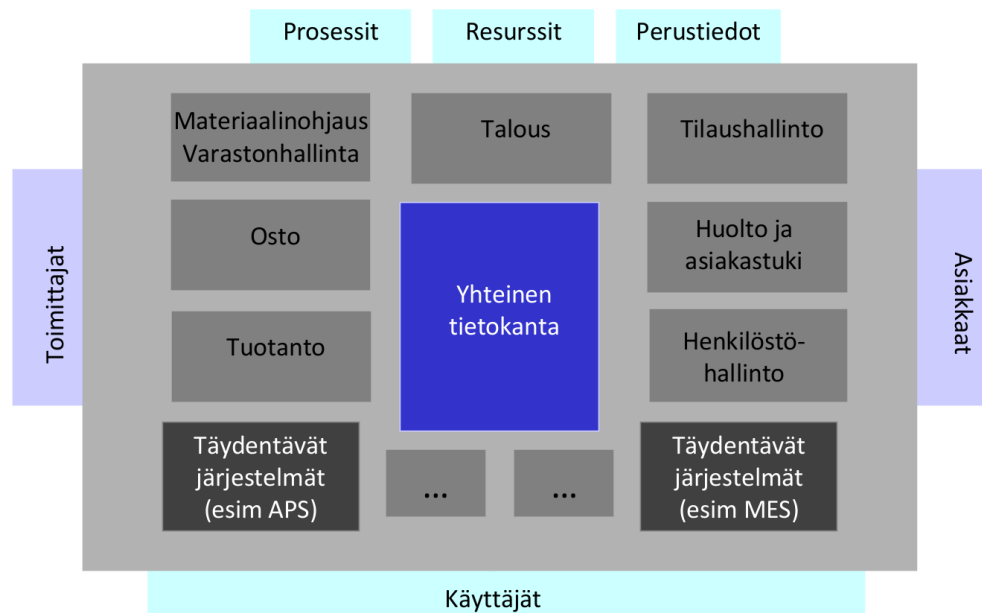 Prosessit
Resurssit
Perustiedot
Materiaalinohjaus
Varastonhallinta
Talous
Tilaushallinto
Toimittajat
Osto
Yhteinen
tietokanta
Huolto ja
asiakastuki
Asiakkaat
Tuotanto
Henkilöstö-
hallinto
Täydentävät
järjestelmät
(esim APS)
...
...
Täydentävät
järjestelmät
(esim MES)
Käyttäjät